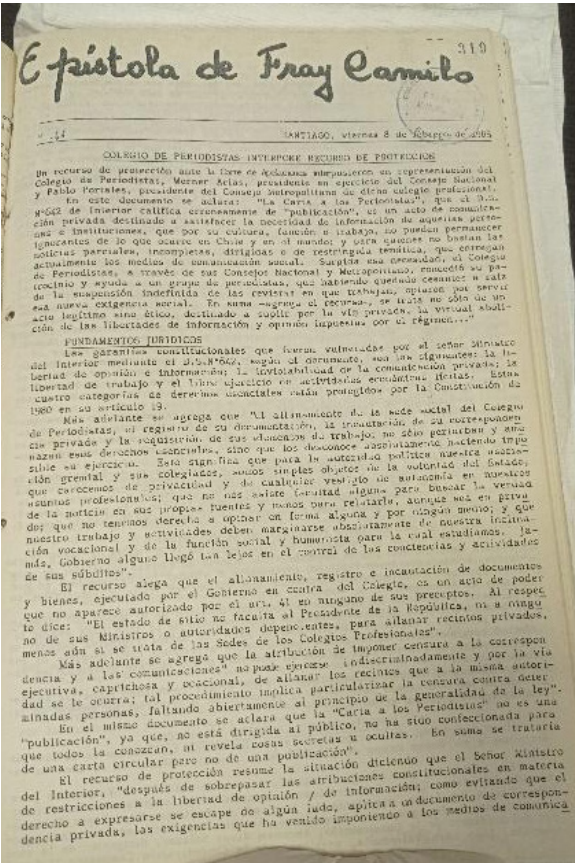 319
Epístola de Fray Camilo
SANTIAGO, viernes 8 de febrero de 1985
COLEGIO DE PERIODISTAS INTERPONE RECURSO DE PROTECCION
Un recurso de protección ante la Corte de Apelaciones interpusieron en representación del
Colegio de Periodistas, Werner Arias, presidente en ejercicio del Consejo Nacional
y Pablo Portales, presidente del Consejo Metropolitano de dicho colegio profesional.
En este documento se aclara: "La Carta a los Periodistas", que el D.S.
Nº642 de Interior califica erroneamente de "publicación", es un acto de comunica-
ción privada destinado a satisfacer la necesidad de información de aquellas perso-
nas e instituciones, que por su cultura, función o trabajo, no pueden permanecer
ignorantes de lo que ocurre en Chile y en el mundo; y para quienes no bastan las
noticias parciales, incompletas, dirigidas o de restringida temática, que entregan
actualmente los medios de comunicación social. Surgida esa necesidad, el Colegio
de Periodistas, a través de sus Consejos Nacional y Metropolitano, concedió su pa-
trocinio y ayuda a un grupo de periodistas, que habiendo quedado cesantes a raíz
de la suspensión indefinida de las revistas en que trabajan, optaron por servir
esa nueva exigencia social. En suma -agrega el recurso-, se trata no sólo de un
acto legítimo sino ético, destinado a suplir por la vía privada, la virtual aboli-
ción de las libertades de información y opinión impuestas por el régimen..."
FUNDAMENTOS JURIDICOS
Las garantías constitucionales que fueron vulneradas por el señor Ministro
del Interior mediante el D.S.Nº642, según el documento, son las siguientes: la li-
bertad de opinión e información; la inviolabilidad de la comunicación privada; la
libertad de trabajo y el libre ejercicio de actividades económicas lícitas. Estas
cuatro categorías de derechos esenciales están protegidos por la Constitución de
1980 en su artículo 19.
Más adelante se agrega que "El allanamiento de la sede social del Colegio
de Periodistas, el registro de su documentación, la incautación de su corresponden
cia privada y la requisición de sus elementos de trabajo; no sólo perturban y ame
nazan esos derechos esenciales, sino que los desconoce absolutamente haciendo impo
sible su ejercicio. Esto significa que para la autoridad política nuestra asocia-
ción gremial y sus colegiados, somos simples objetos de la voluntad del Estado;
que carecemos de privacidad y de cualquier vestigio de autonomía en nuestros
asuntos profesionales; que no nos asiste facultad alguna para buscar la verdad
de la noticia en sus propias fuentes y menos para relatarla, aunque sea en priva
do; que no tenemos derecho a opinar en forma alguna y por ningún medio; y que
nuestro trabajo y actividades deben marginarse absolutamente de nuestra inclina-
ción vocacional y de la función social y humanista para la cual estudiamos. Ja-
más, Gobierno alguno llegó tan lejos en el control de las conciencias y actividades
de sus súbditos".
El recurso alega que el allanamiento, registro e incautación de documentos
y bienes, ejecutado por el Gobierno en contra del Colegio, es un acto de poder
que no aparece autorizado por el art. 41 en ninguno de sus preceptos. Al respec
to dice: "El estado de sitio no faculta al Presidente de la República, ni a ningu
no de sus Ministros o autoridades dependientes, para allanar recintos privados,
menos aún si se trata de las Sedes de los Colegios Profesionales".
Más adelante se agrega que la atribución de imponer censura a la correspon
dencia y a las comunicaciones "no puede ejercerse indiscriminadamente y por la vía
ejecutiva, caprichosa y ocacional, de allanar los recintos que a la misma autori-
dad se le ocurra; tal procedimiento implica particularizar la censura contra deter
minadas personas, faltando abiertamente al principio de la generalidad de la ley".
En el mismo documento se aclara que la "Carta a los Periodistas" no es una
"publicación", ya que, no está dirigida al público, no ha sido confeccionada para
que todos la conozcan, ni revela cosas secretas u ocultas. En suma se trataría
de una carta circular pero no de una publicación".
El recurso de protección resume la situación diciendo que el Señor Ministro
del Interior, "después de sobrepasar las atribuciones constitucionales en materia
de restricciones a la libertad de opinión / de información; como evitando que el
derecho a expresarse se escape de algún lado, aplica a un documento de correspon-
dencia privada, las exigencias que ha venido imponiendo a los medios de comunica